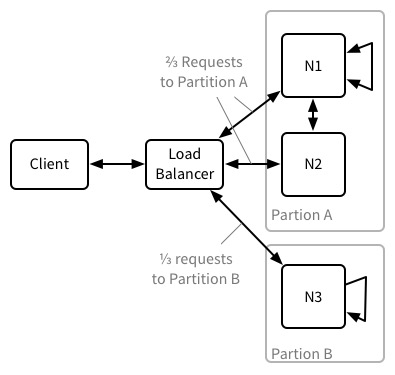 ⅔ Requests
to Partition A
N1
Client
Load
Balancer
N2
Partion A
⅓ requests
to Partition B
N3
Partion B